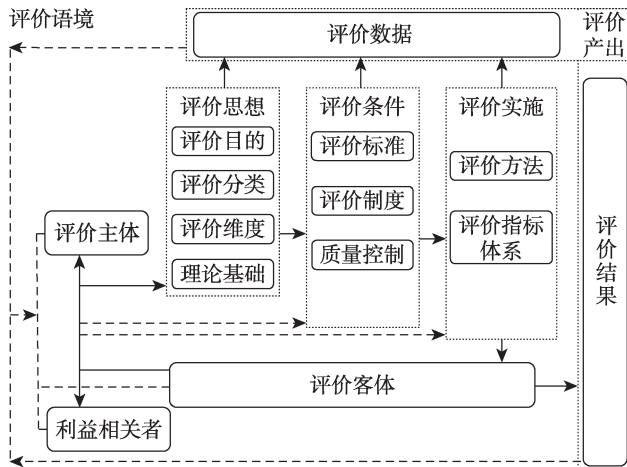 评价语境
评价数据
评价
产出
评价思想
评价目的
评价分类
评价维度
理论基础
评价条件
评价标准
评价制度
质量控制
评价实施
评价方法
评价指标
体系
评价主体
利益相关者
评价客体
评价结果